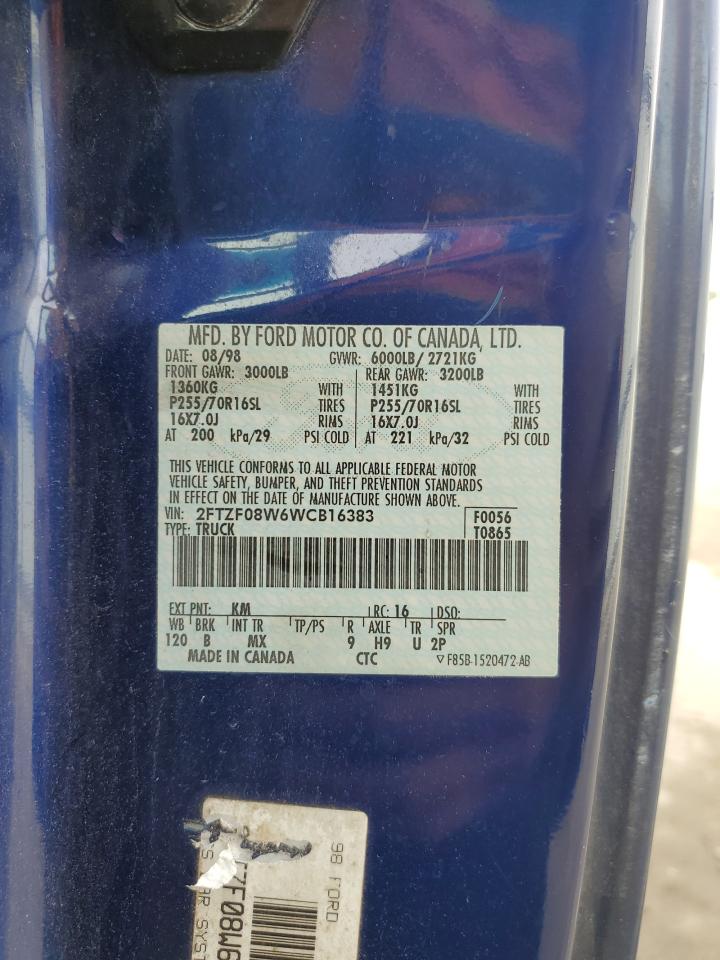 MFD. BY FORD MOTOR CO. OF CANADA, LTD.
DATE: 08/98 GVWR: 6000LB/ 2721KG
FRONT GAWR: 3000LB REAR GAWR: 3200LB
1360KG WITH 1451KG WITH
P255/70R16SL TIRES P255/70R16SL TIRES
16X7.0J RIMS 16X7.0J RIMS
AT 200 kPa/29 PSI COLD AT 221 kPa/32 PSI COLD
THIS VEHICLE CONFORMS TO ALL APPLICABLE FEDERAL MOTOR
VEHICLE SAFETY, BUMPER, AND THEFT PREVENTION STANDARDS
IN EFFECT ON THE DATE OF MANUFACTURE SHOWN ABOVE.
VIN: 2FTZF08W6WCB16383 F0056
TYPE: TRUCK T0865
EXT PNT: KM RC: 16 DSO:
WB BRK INT TR TP/PS R AXLE TR SPR
120 B MX 9 H9 U 2P
MADE IN CANADA CTC ▽F85B-1520472-AB
98 FORD
ZF08W6